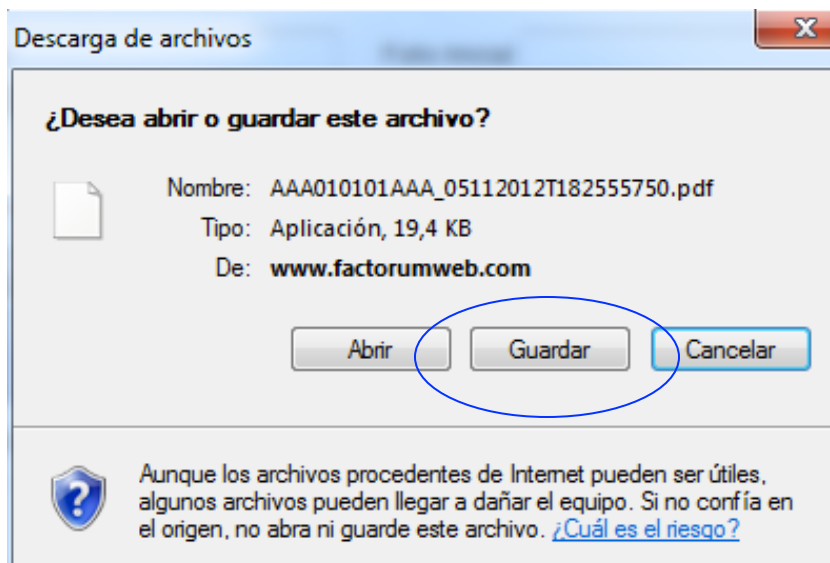 Descarga de archivos
¿Desea abrir o guardar este archivo?
Nombre: AAA010101AAA_05112012T182555750.pdf
Tipo: Aplicación, 19,4 KB
De: www.factorumweb.com
Abrir Guardar Cancelar
Aunque los archivos procedentes de Internet pueden ser útiles,
algunos archivos pueden llegar a dañar el equipo. Si no confía en
el origen, no abra ni guarde este archivo. ¿Cuál es el riesgo?